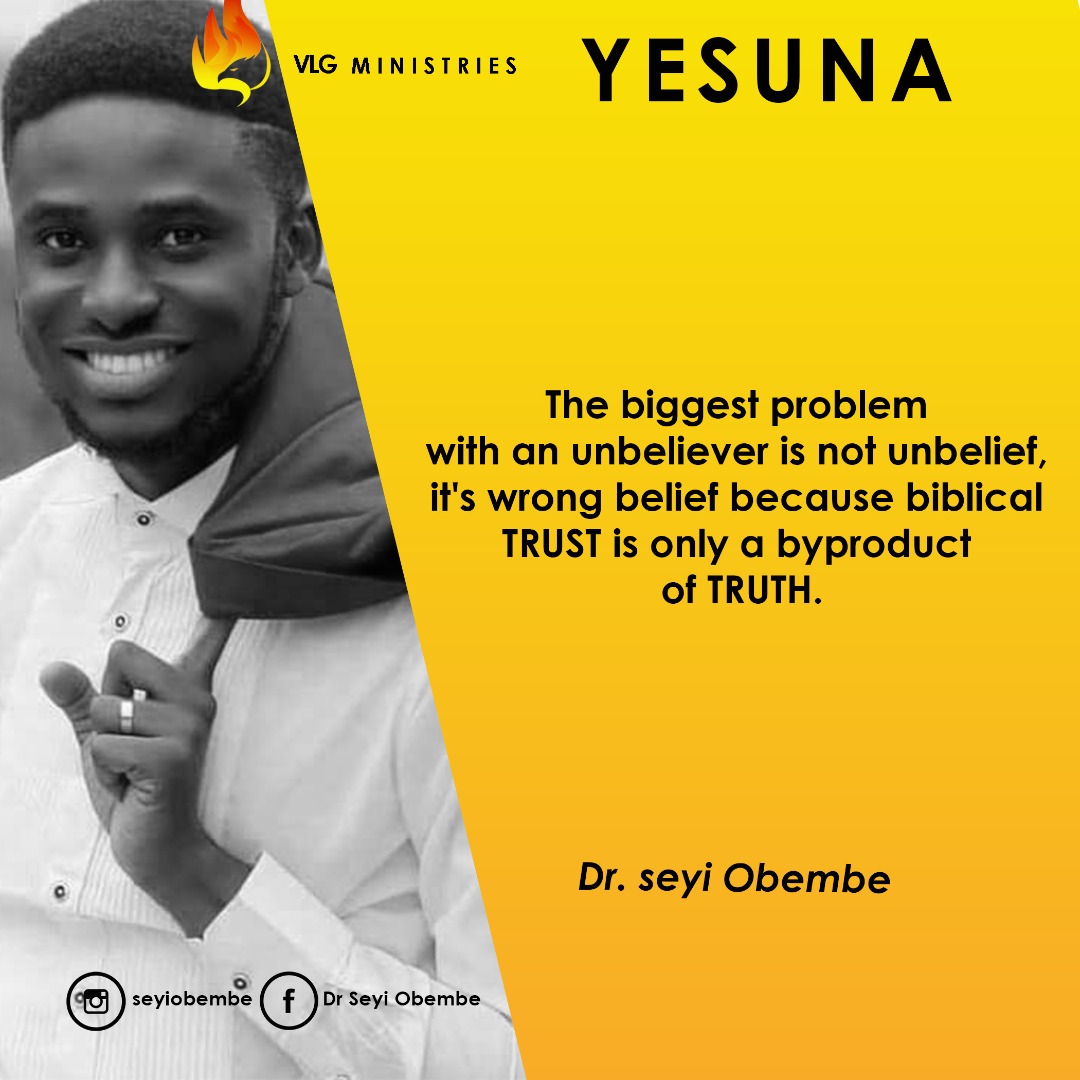 VLG MINISTRIES
YESUNA
The biggest problem
with an unbeliever is not unbelief,
it's wrong belief because biblical
TRUST is only a byproduct
of TRUTH.
Dr. seyi Obembe
seyiobembe
f Dr Seyi Obembe